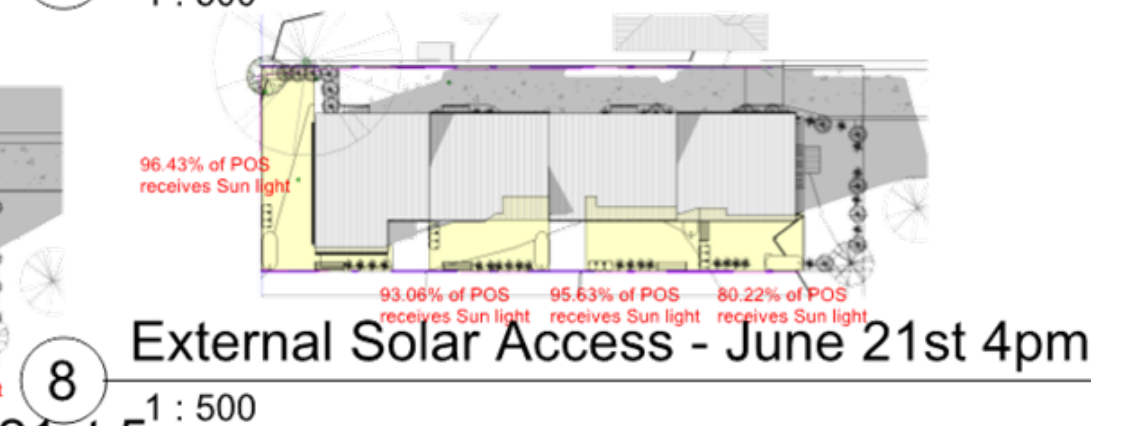 1 : 500
96.43% of POS
receives Sun light
93.06% of POS
receives Sun light
95.63% of POS
receives Sun light
80.22% of POS
receives Sun light
External Solar Access - June 21st 4pm
8
1 : 500